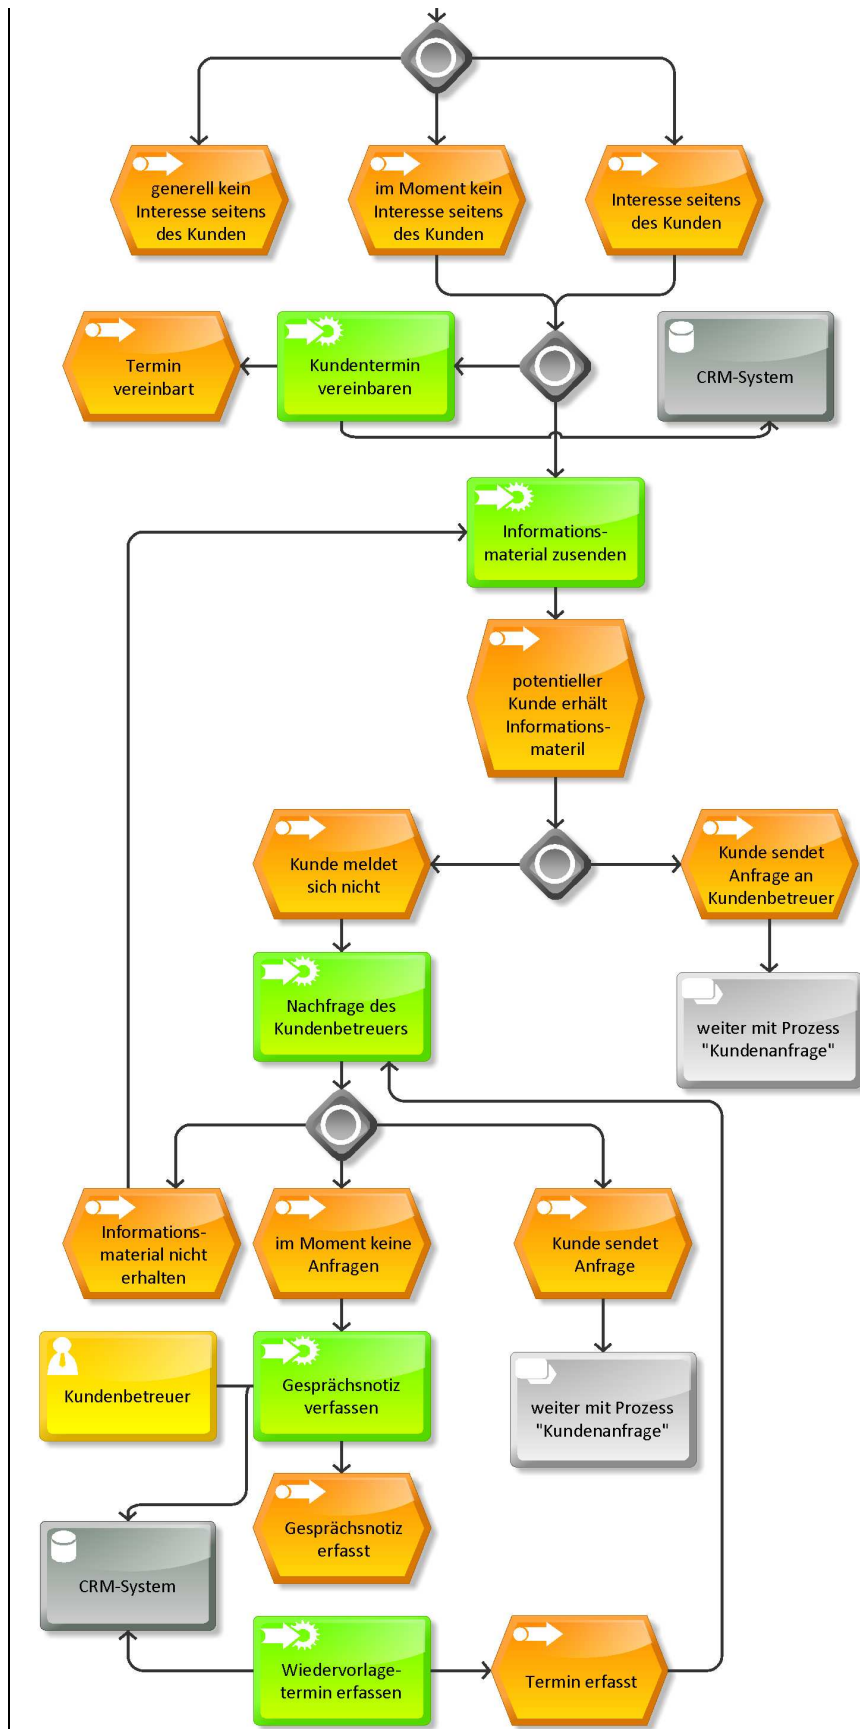 generell kein
Interesse seitens
des Kunden
im Moment kein
Interesse seitens
des Kunden
Interesse seitens
des Kunden
Termin
vereinbart
Kundentermin
vereinbaren
CRM-System
Informations-
material zusenden
potentieller
Kunde erhält
Informations-
materil
Kunde meldet
sich nicht
Kunde sendet
Anfrage an
Kundenbetreuer
Nachfrage des
Kundenbetreuers
weiter mit Prozess
"Kundenanfrage"
Informations-
material nicht
erhalten
im Moment keine
Anfragen
Kunde sendet
Anfrage
Kundenbetreuer
Gesprächsnotiz
verfassen
weiter mit Prozess
"Kundenanfrage"
Gesprächsnotiz
erfasst
CRM-System
Wiedervorlage-
termin erfassen
Termin erfasst